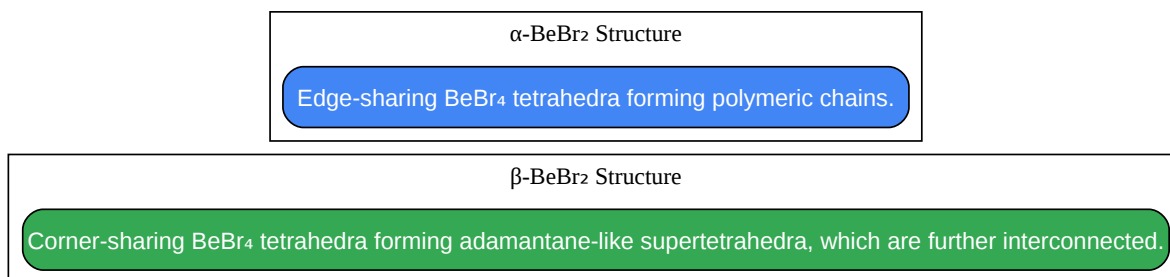 α-BeBr₂ Structure
Edge-sharing BeBr₄ tetrahedra forming polymeric chains.
β-BeBr₂ Structure
Corner-sharing BeBr₄ tetrahedra forming adamantane-like supertetrahedra, which are further interconnected.